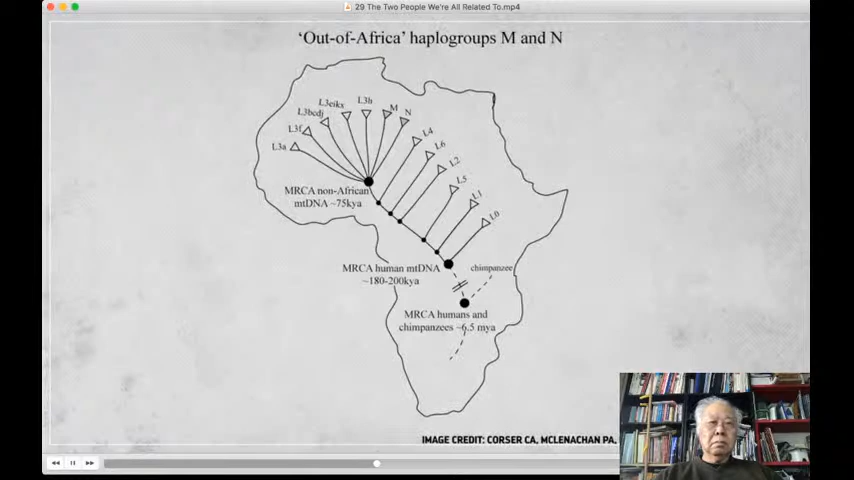 29 The Two People We're All Related To.mp4
'Out-of-Africa' haplogroups M and N
L3h
L3eikx
M
N
L3bcdj
L3f
L4
L3a
L6
L2
L5
L1
L0
MRCA non-African
mtDNA ~75kya
MRCA human mtDNA
~180-200kya
chimpanzee
MRCA humans and
chimpanzees ~6.5 mya
IMAGE CREDIT: CORSER CA, MCLENACHAN PA,